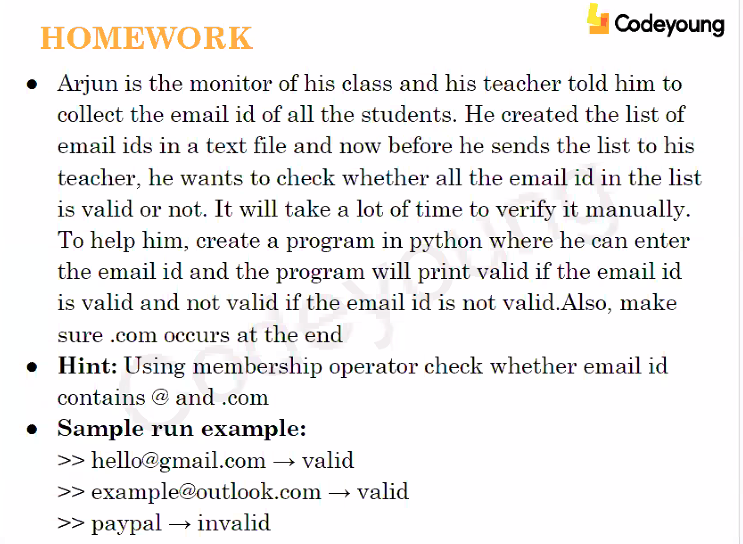 Codeyoung
HOMEWORK
● Arjun is the monitor of his class and his teacher told him to
collect the email id of all the students. He created the list of
email ids in a text file and now before he sends the list to his
teacher, he wants to check whether all the email id in the list
is valid or not. It will take a lot of time to verify it manually.
To help him, create a program in python where he can enter
the email id and the program will print valid if the email id
is valid and not valid if the email id is not valid.Also, make
sure .com occurs at the end
● Hint: Using membership operator check whether email id
contains @ and .com
● Sample run example:
>> hello@gmail.com → valid
>> example@outlook.com → valid
>> paypal → invalid
Codeyoung